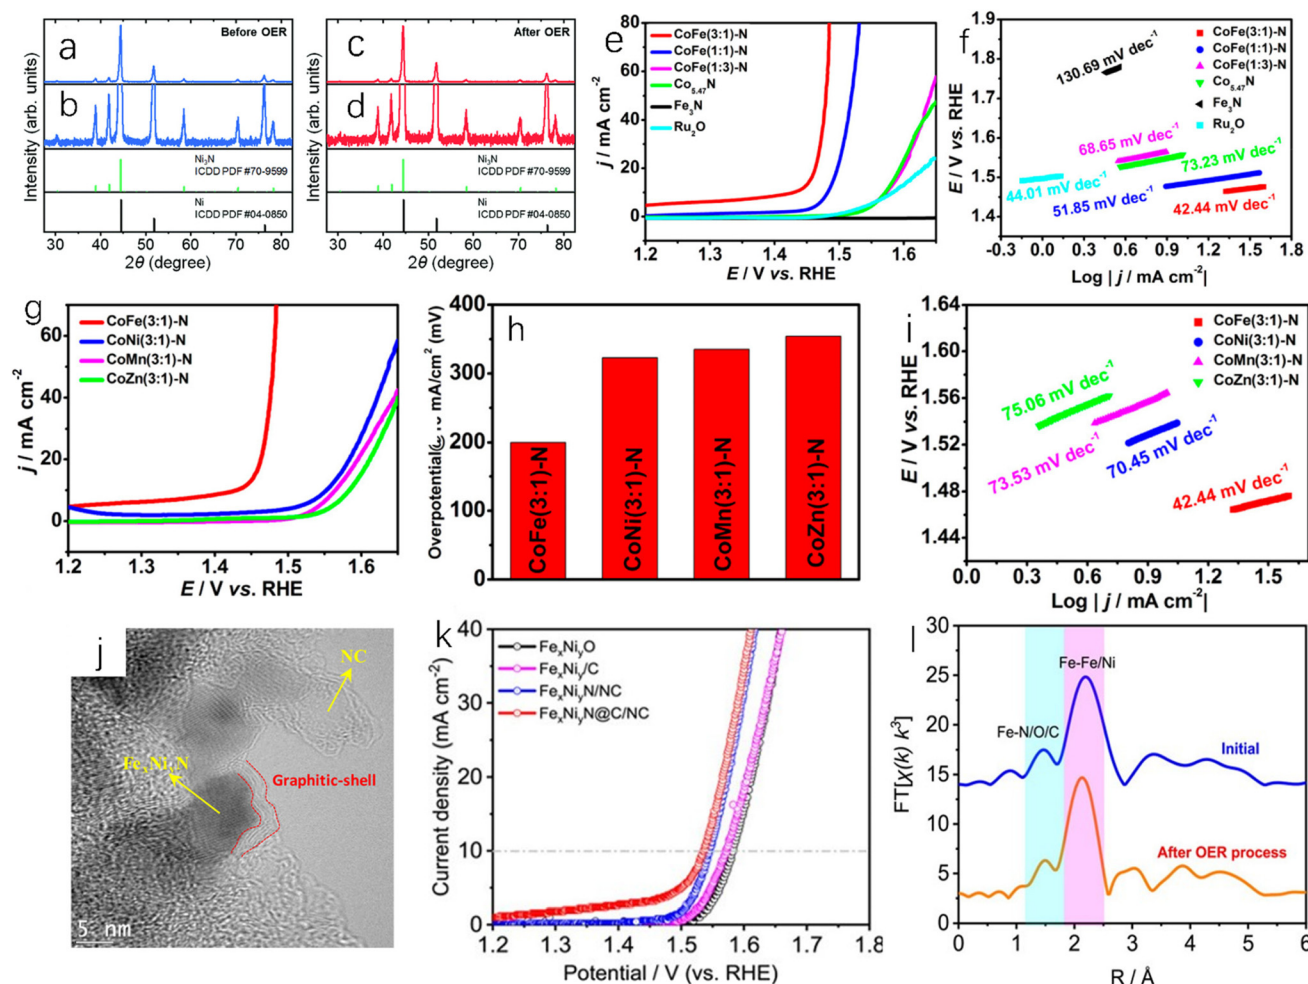 a
Before OER
b
Ni₃N
ICDD PDF #70-9599
Ni
ICDD PDF #04-0850
Intensity (arb. units)
30 40 50 60 70 80
2θ (degree)
c
After OER
d
Ni₃N
ICDD PDF #70-9599
Ni
ICDD PDF #04-0850
Intensity (arb. units)
30 40 50 60 70 80
2θ (degree)
e
CoFe(3:1)-N
CoFe(1:1)-N
CoFe(1:3)-N
Co₅.₄₇N
Fe₃N
Ru₂O
j / mA cm⁻²
80
60
40
20
0
1.2 1.3 1.4 1.5 1.6
E / V vs. RHE
f
CoFe(3:1)-N
CoFe(1:1)-N
CoFe(1:3)-N
Co₅.₄₇N
Fe₃N
Ru₂O
130.69 mV dec⁻¹
68.65 mV dec⁻¹
73.23 mV dec⁻¹
44.01 mV dec⁻¹
51.85 mV dec⁻¹
42.44 mV dec⁻¹
E / V vs. RHE
1.9
1.8
1.7
1.6
1.5
1.4
-0.3 0.0 0.3 0.6 0.9 1.2 1.5 1.8
Log | j / mA cm⁻²|
g
CoFe(3:1)-N
CoNi(3:1)-N
CoMn(3:1)-N
CoZn(3:1)-N
j / mA cm⁻²
60
40
20
0
1.2 1.3 1.4 1.5 1.6
E / V vs. RHE
h
400
300
200
100
0
CoFe(3:1)-N
CoNi(3:1)-N
CoMn(3:1)-N
CoZn(3:1)-N
i
CoFe(3:1)-N
CoNi(3:1)-N
CoMn(3:1)-N
CoZn(3:1)-N
75.06 mV dec⁻¹
73.53 mV dec⁻¹
70.45 mV dec⁻¹
42.44 mV dec⁻¹
E / V vs. RHE
1.64
1.60
1.56
1.52
1.48
1.44
0.0 0.3 0.6 0.9 1.2 1.5
Log | j / mA cm⁻²|
j
NC
Graphitic-shell
5 nm
k
FeₓNiᵧO
FeₓNiᵧ/C
FeₓNiᵧN/NC
FeₓNiᵧN@C/NC
Current density (mA cm⁻²)
40
30
20
10
0
1.2 1.3 1.4 1.5 1.6 1.7 1.8
Potential / V (vs. RHE)
l
Fe-Fe/Ni
Fe-N/O/C
Initial
After OER process
FT[χ(k) k³]
30
25
20
15
10
5
0
0 1 2 3 4 5 6
R / Å